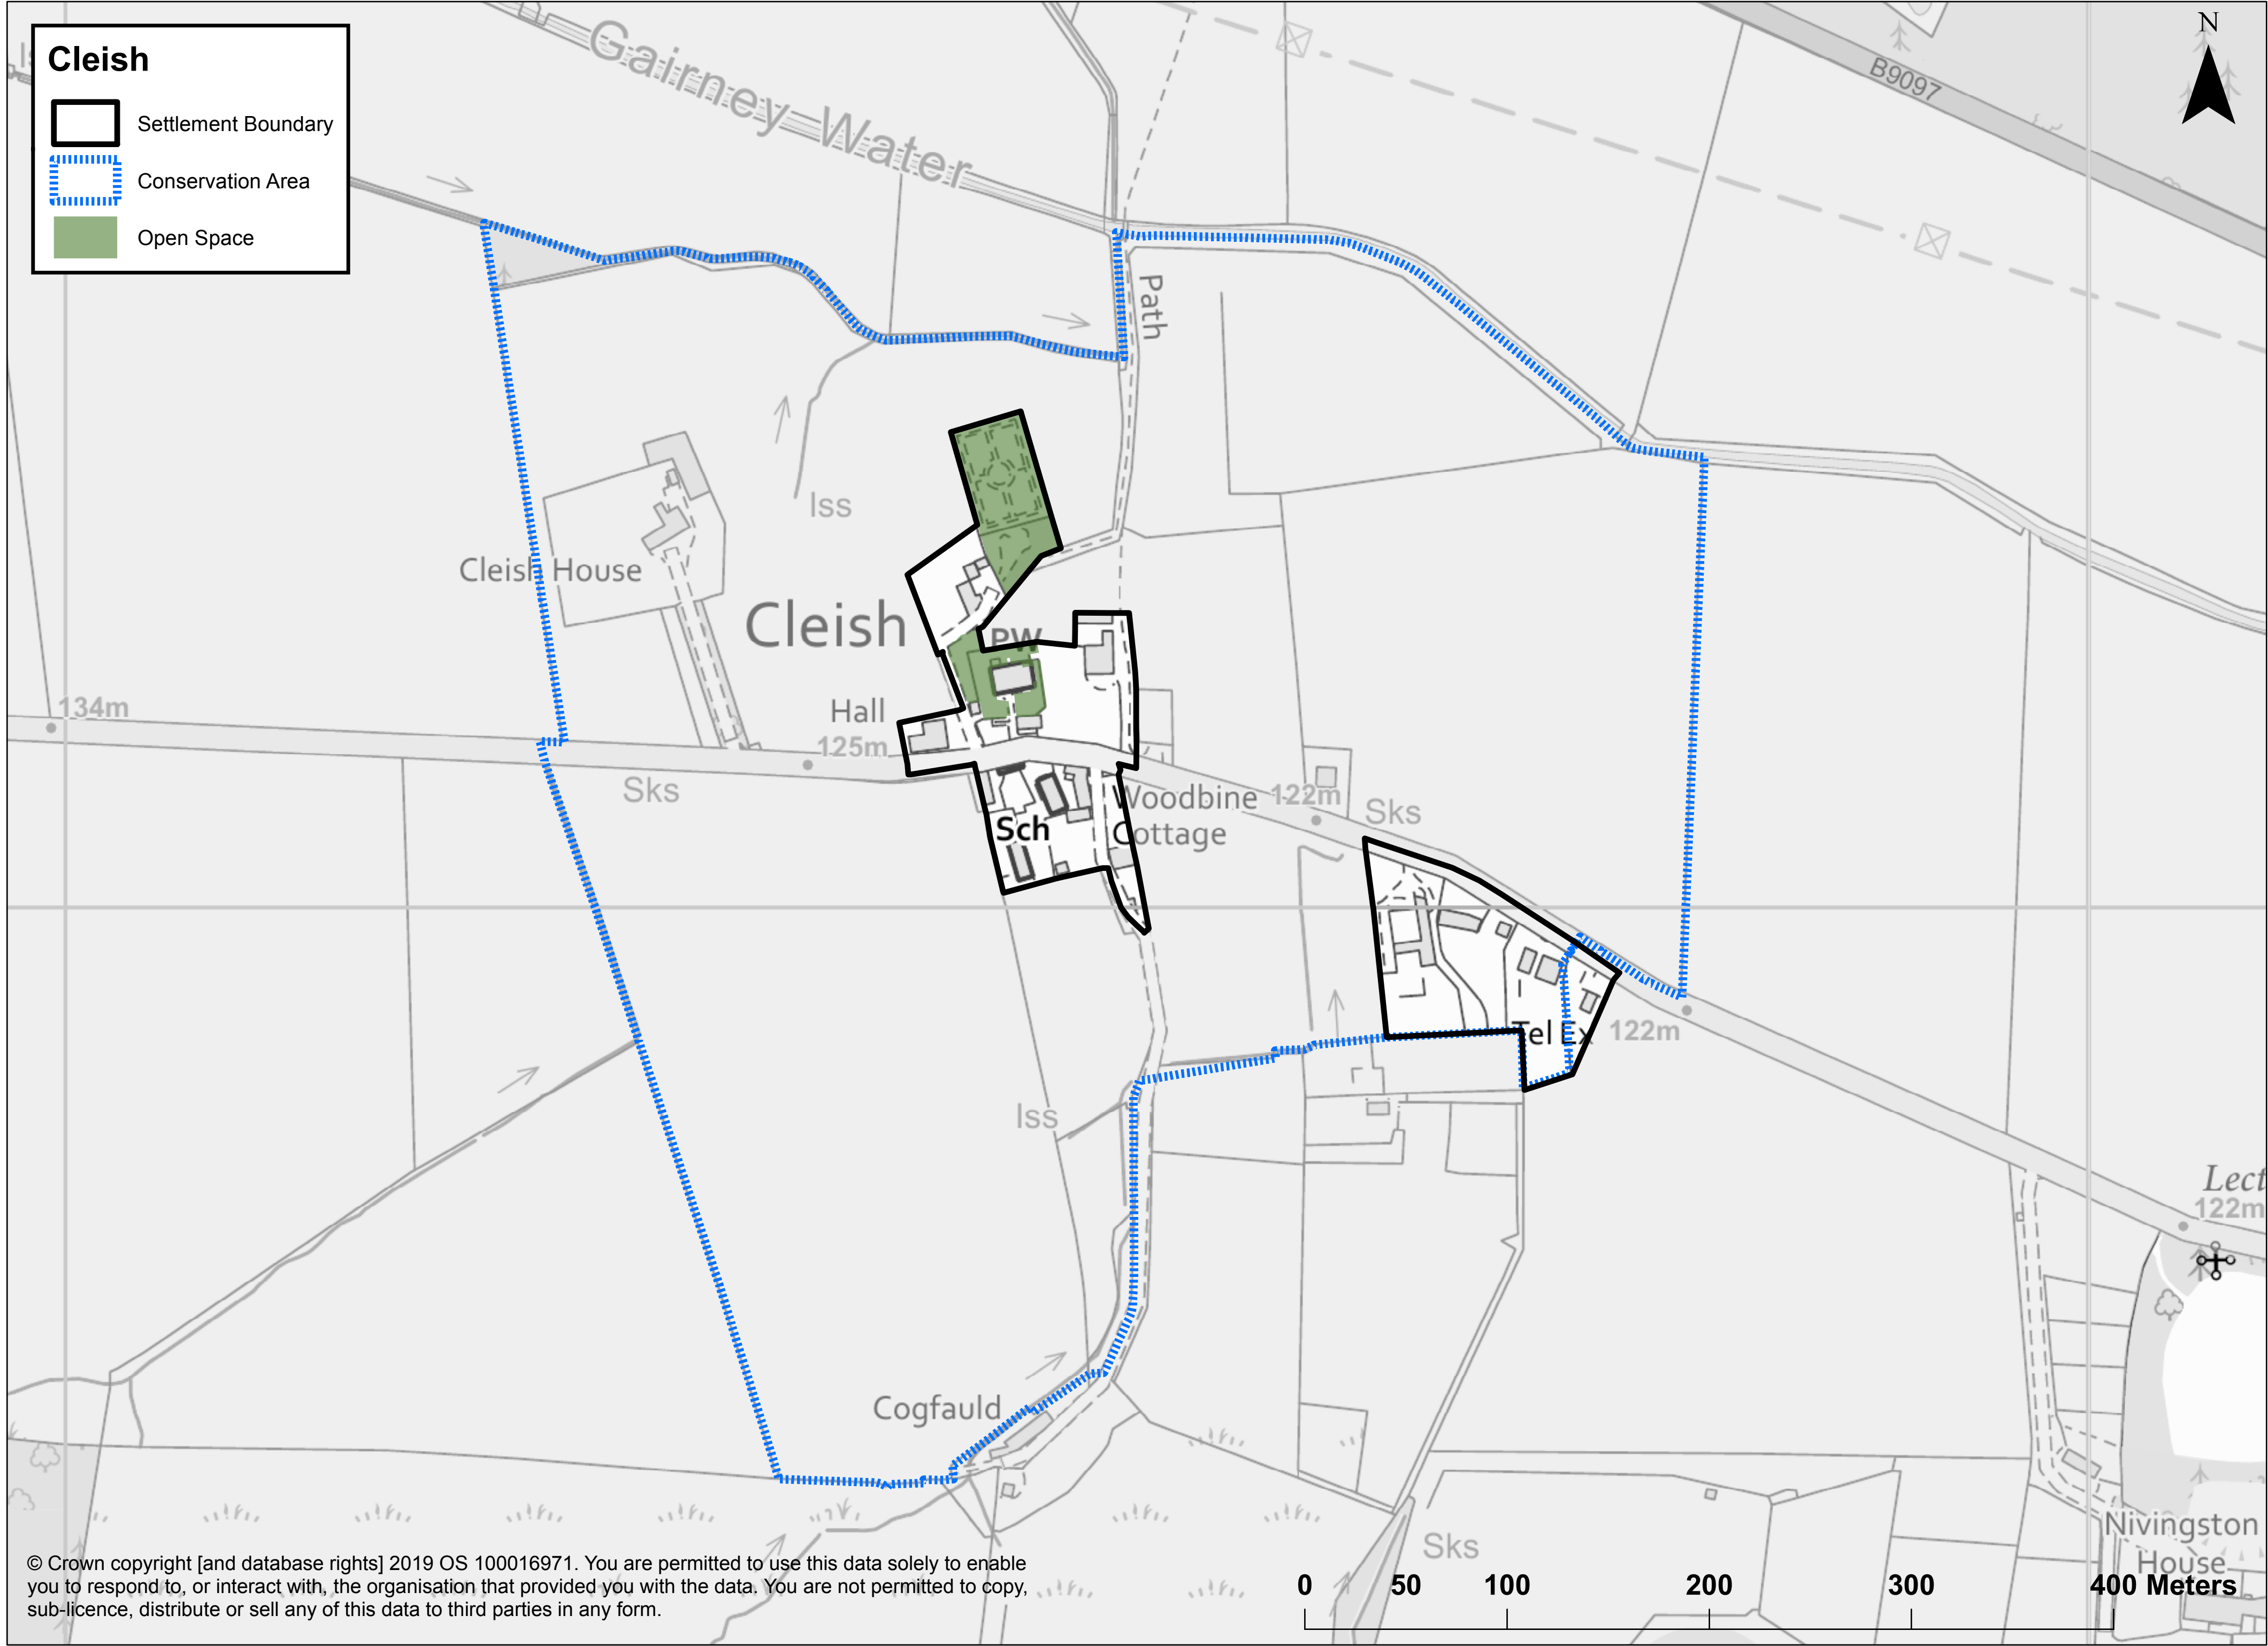 Cleish
Settlement Boundary
Conservation Area
Open Space
Gairney Water
B9097
N
Path
Iss
Cleish House
Cleish
PW
134m
Hall
125m
Sks
Woodbine
Cottage
122m
Sks
Sch
Tel Ex
122m
Iss
Lect
122m
Cogfauld
Sks
Nivingston
House
© Crown copyright [and database rights] 2019 OS 100016971. You are permitted to use this data solely to enable
you to respond to, or interact with, the organisation that provided you with the data. You are not permitted to copy,
sub-licence, distribute or sell any of this data to third parties in any form.
0 50 100 200 300 400 Meters